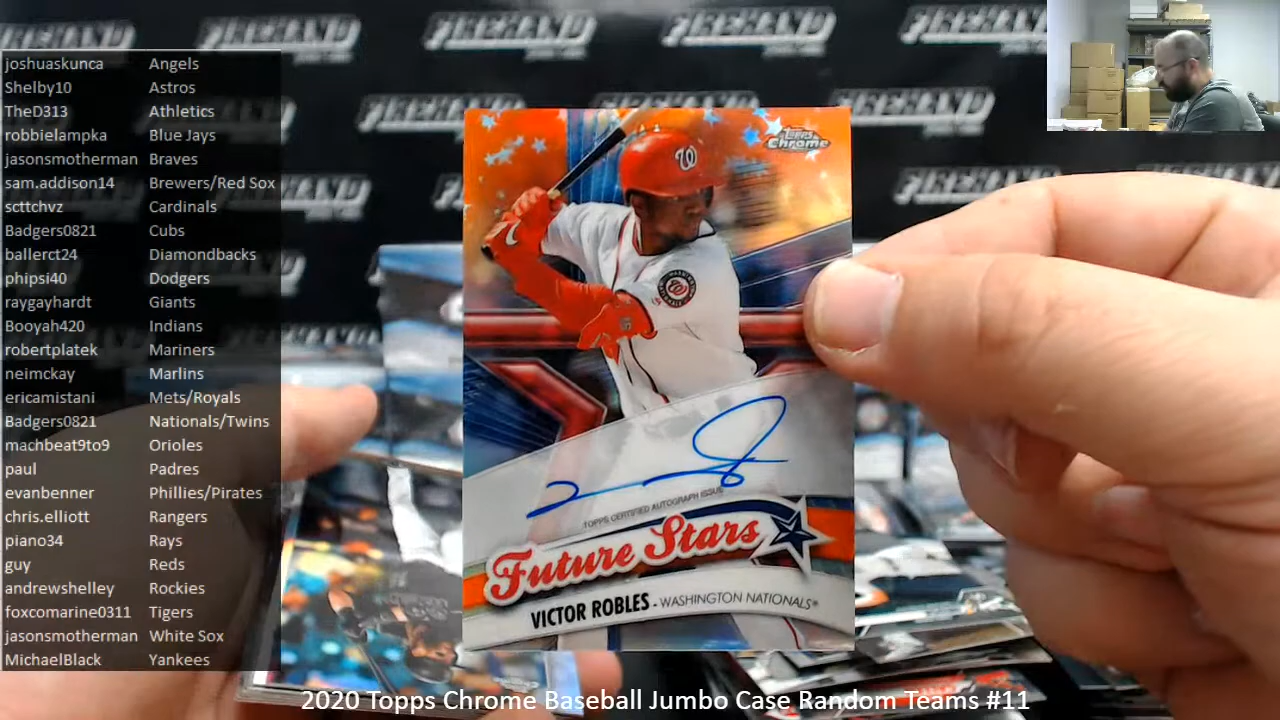 joshuaskunca Angels
Shelby10 Astros
TheD313 Athletics
robbielampka Blue Jays
jasonsmotherman Braves
sam.addison14 Brewers/Red Sox
scttchvz Cardinals
Badgers0821 Cubs
ballerct24 Diamondbacks
phipsi40 Dodgers
raygayhardt Giants
Booyah420 Indians
robertplatek Mariners
neimckay Marlins
ericamistani Mets/Royals
Badgers0821 Nationals/Twins
machbeat9to9 Orioles
paul Padres
evanbenner Phillies/Pirates
chris.elliott Rangers
piano34 Rays
guy Reds
andrewshelley Rockies
foxcomarine0311 Tigers
jasonsmotherman White Sox
MichaelBlack Yankees
FIREHAND
FIREHAND
FIREHAND
FIREHAND
Topps
Chrome
W
TOPPS CERTIFIED AUTOGRAPH ISSUE
Future Stars
VICTOR ROBLES - WASHINGTON NATIONALS®
2020 Topps Chrome Baseball Jumbo Case Random Teams #11